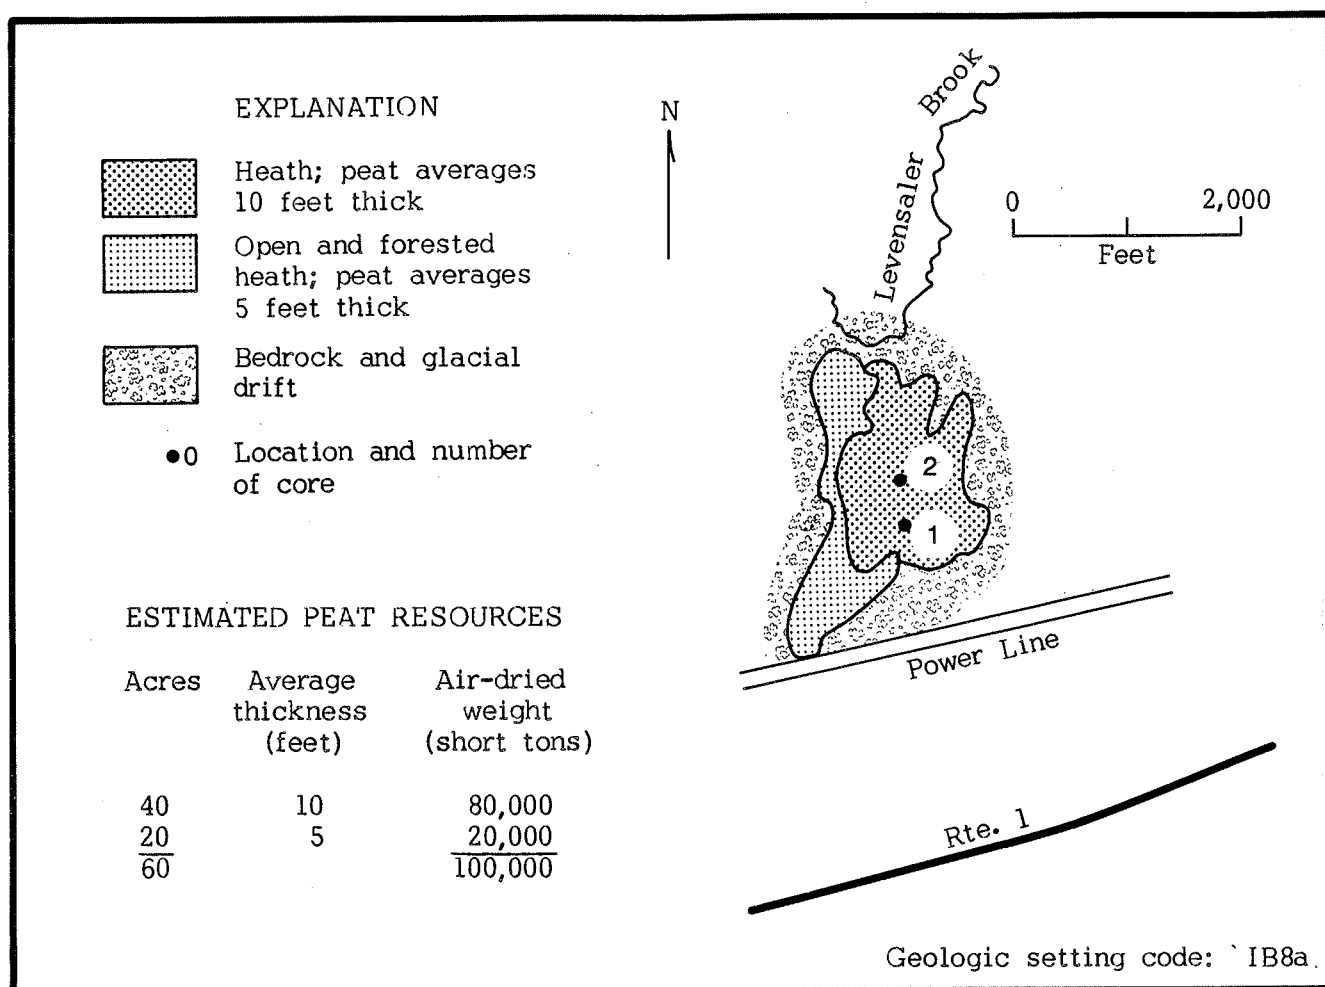 EXPLANATION
Heath; peat averages
10 feet thick
Open and forested
heath; peat averages
5 feet thick
Bedrock and glacial
drift
0 Location and number
of core
ESTIMATED PEAT RESOURCES
Acres Average Air-dried
thickness weight
(feet) (short tons)
40 10 80,000
20 5 20,000
60 100,000
N
Levensaler Brook
0 2,000
Feet
2
1
Power Line
Rte. 1
Geologic setting code: IB8a.